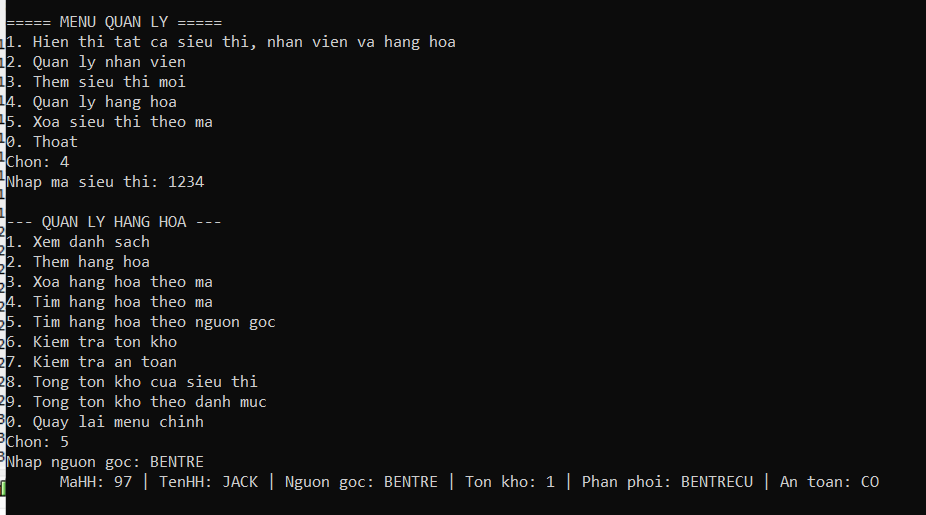 ===== MENU QUAN LY =====
1. Hien thi tat ca sieu thi, nhan vien va hang hoa
2. Quan ly nhan vien
3. Them sieu thi moi
4. Quan ly hang hoa
5. Xoa sieu thi theo ma
0. Thoat
Chon: 4
Nhap ma sieu thi: 1234
--- QUAN LY HANG HOA ---
1. Xem danh sach
2. Them hang hoa
3. Xoa hang hoa theo ma
4. Tim hang hoa theo ma
5. Tim hang hoa theo nguon goc
6. Kiem tra ton kho
7. Kiem tra an toan
8. Tong ton kho cua sieu thi
9. Tong ton kho theo danh muc
0. Quay lai menu chinh
Chon: 5
Nhap nguon goc: BENTRE
MaHH: 97 | TenHH: JACK | Nguon goc: BENTRE | Ton kho: 1 | Phan phoi: BENTRECU | An toan: CO